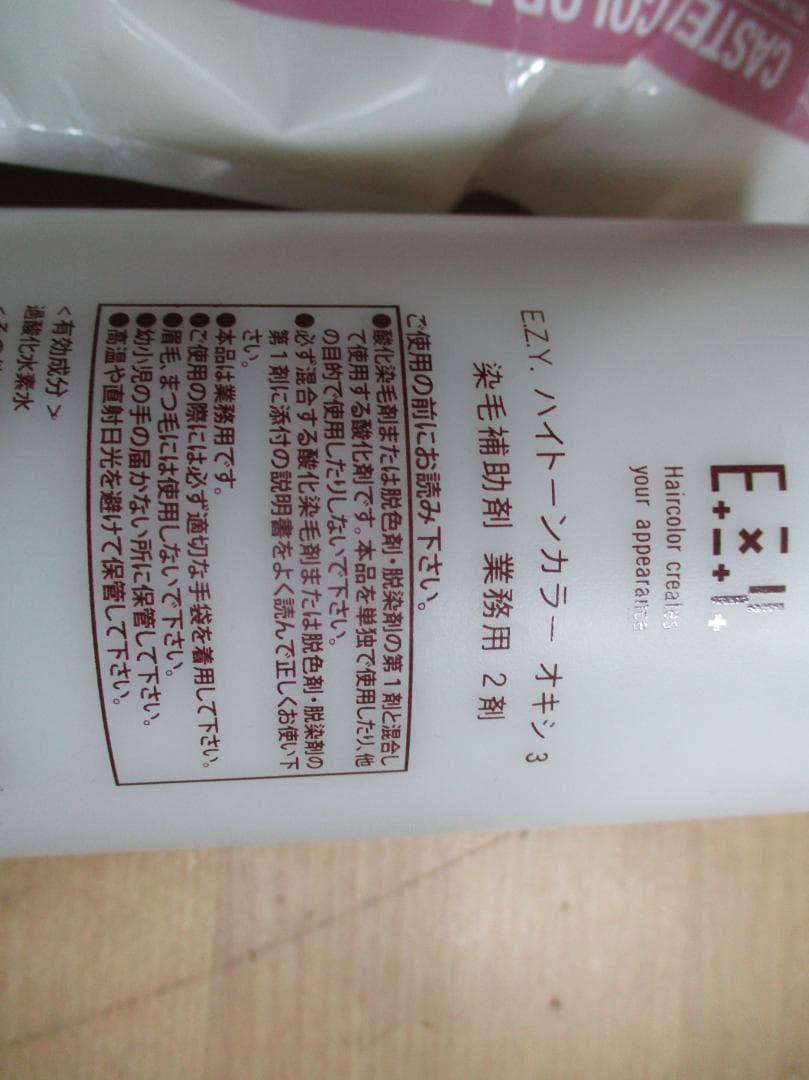 CASTEL COLOR
Haircolor creates
your appearance
E.Z.Y. ハイトーンカラー オキシ 3
染毛補助剤 業務用 2剤
ご使用の前にお読み下さい。
●酸化染毛剤または脱色剤・脱染剤の第1剤と混合し
て使用する酸化剤です。本品を単独で使用したり、他
の目的で使用したりしないで下さい。
●必ず混合する酸化染毛剤または脱色剤・脱染剤の
第1剤に添付の説明書をよく読んで正しくお使い下
さい。
●本品は業務用です。
●ご使用の際には必ず適切な手袋を着用して下さい。
●眉毛、まつ毛には使用しないで下さい。
●幼小児の手の届かない所に保管して下さい。
●高温や直射日光を避けて保管して下さい。
<有効成分>
過酸化水素水